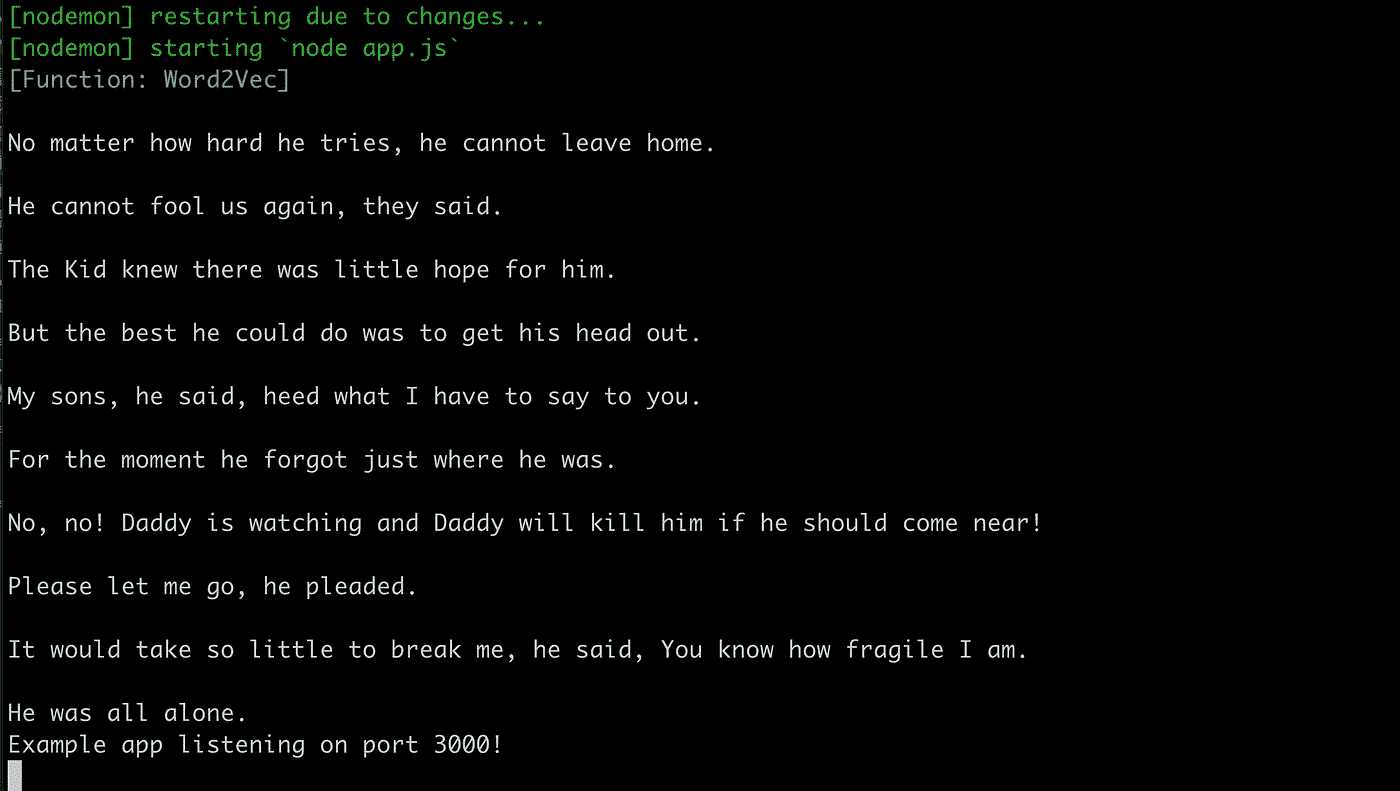 [nodemon] restarting due to changes...
[nodemon] starting `node app.js`
[Function: Word2Vec]
No matter how hard he tries, he cannot leave home.
He cannot fool us again, they said.
The Kid knew there was little hope for him.
But the best he could do was to get his head out.
My sons, he said, heed what I have to say to you.
For the moment he forgot just where he was.
No, no! Daddy is watching and Daddy will kill him if he should come near!
Please let me go, he pleaded.
It would take so little to break me, he said, You know how fragile I am.
He was all alone.
Example app listening on port 3000!